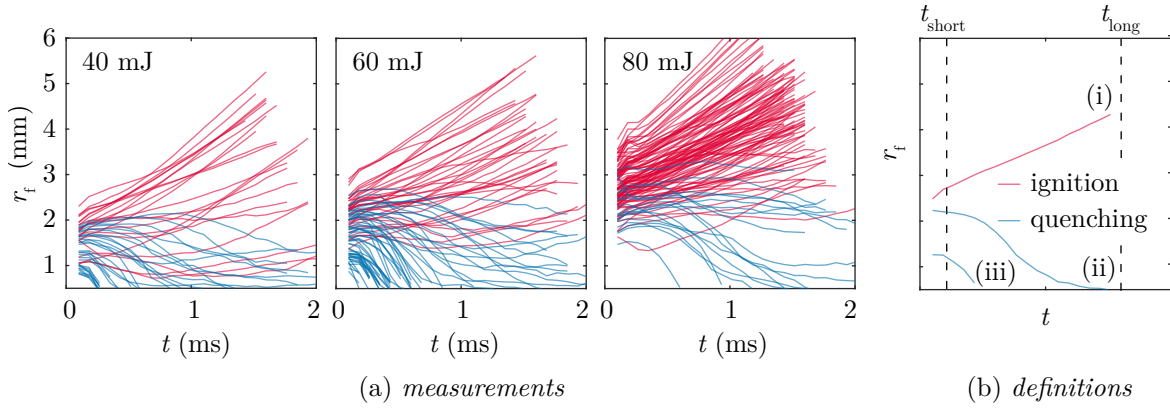 40 mJ
60 mJ
80 mJ
6
5
4
3
2
1
r_f (mm)
0 1 2
0 1 2
0 1 2
t (ms)
t (ms)
t (ms)
(a) measurements
t_short
t_long
(i)
ignition
quenching
(iii)
(ii)
r_f
t
(b) definitions